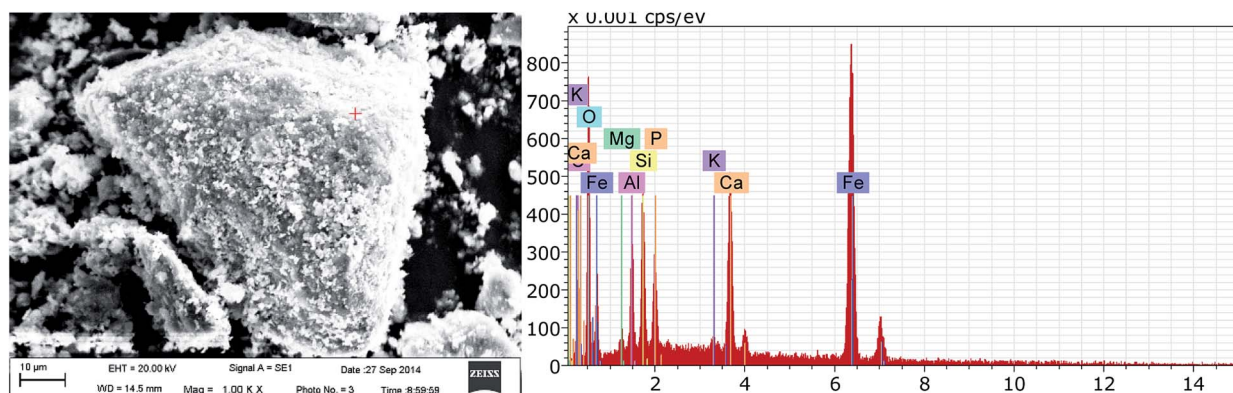 10 µm
EHT = 20.00 kV
Signal A = SE1
Date :27 Sep 2014
WD = 14.5 mm
Mag = 1.00 K X
Photo No. = 3
Time :8:59:59
ZEISS
x 0.001 cps/eV
800
700
600
500
400
300
200
100
0
K
O
Ca
Fe
Mg
P
Si
Al
K
Ca
Fe
2
4
6
8
10
12
14